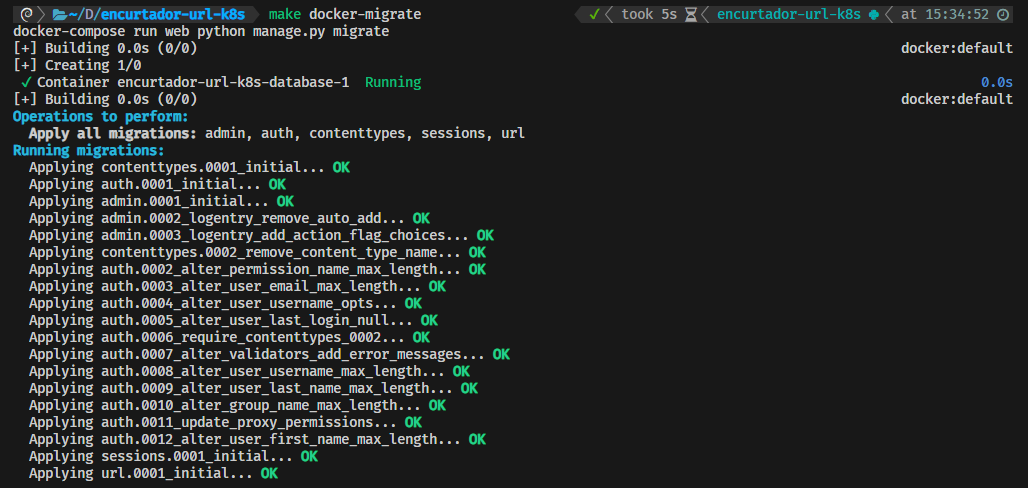 ~/D/encurtador-url-k8s make docker-migrate ✓ took 5s encurtador-url-k8s at 15:34:52
docker-compose run web python manage.py migrate
[+] Building 0.0s (0/0) docker:default
[+] Creating 1/0
✓ Container encurtador-url-k8s-database-1 Running 0.0s
[+] Building 0.0s (0/0) docker:default
Operations to perform:
Apply all migrations: admin, auth, contenttypes, sessions, url
Running migrations:
Applying contenttypes.0001_initial... OK
Applying auth.0001_initial... OK
Applying admin.0001_initial... OK
Applying admin.0002_logentry_remove_auto_add... OK
Applying admin.0003_logentry_add_action_flag_choices... OK
Applying contenttypes.0002_remove_content_type_name... OK
Applying auth.0002_alter_permission_name_max_length... OK
Applying auth.0003_alter_user_email_max_length... OK
Applying auth.0004_alter_user_username_opts... OK
Applying auth.0005_alter_user_last_login_null... OK
Applying auth.0006_require_contenttypes_0002... OK
Applying auth.0007_alter_validators_add_error_messages... OK
Applying auth.0008_alter_user_username_max_length... OK
Applying auth.0009_alter_user_last_name_max_length... OK
Applying auth.0010_alter_group_name_max_length... OK
Applying auth.0011_update_proxy_permissions... OK
Applying auth.0012_alter_user_first_name_max_length... OK
Applying sessions.0001_initial... OK
Applying url.0001_initial... OK